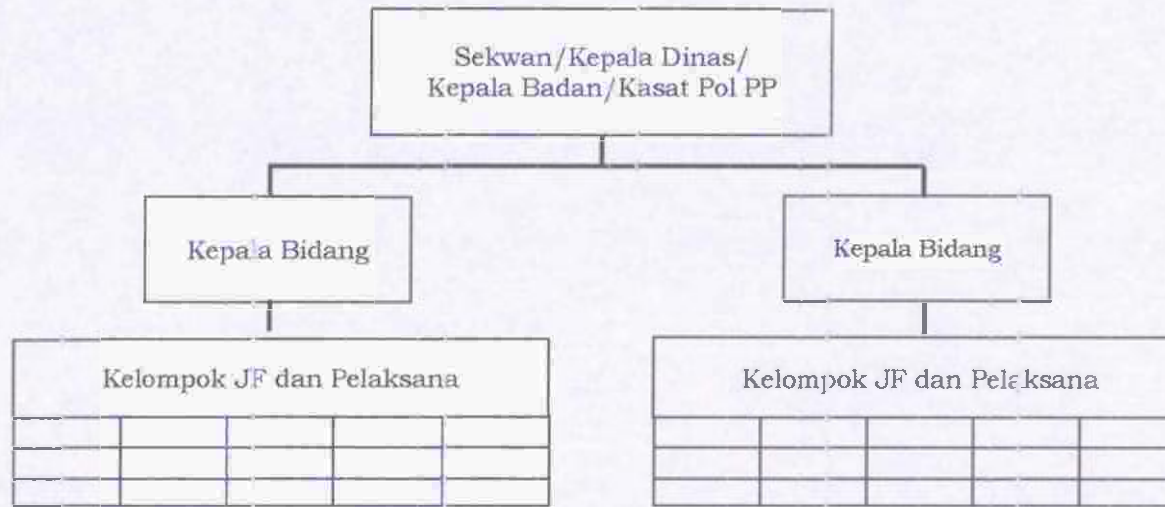 Sekwan/Kepala Dinas/
Kepala Badan/Kasat Pol PP
Kepala Bidang
Kepala Bidang
Kelompok JF dan Pelaksana
Kelompok JF dan Pelaksana